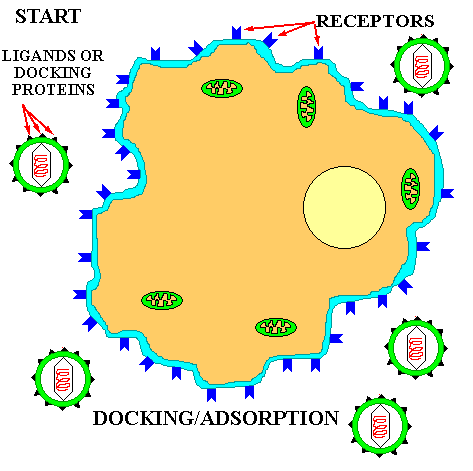 START
RECEPTORS
LIGANDS OR
DOCKING
PROTEINS
DOCKING/ADSORPTION